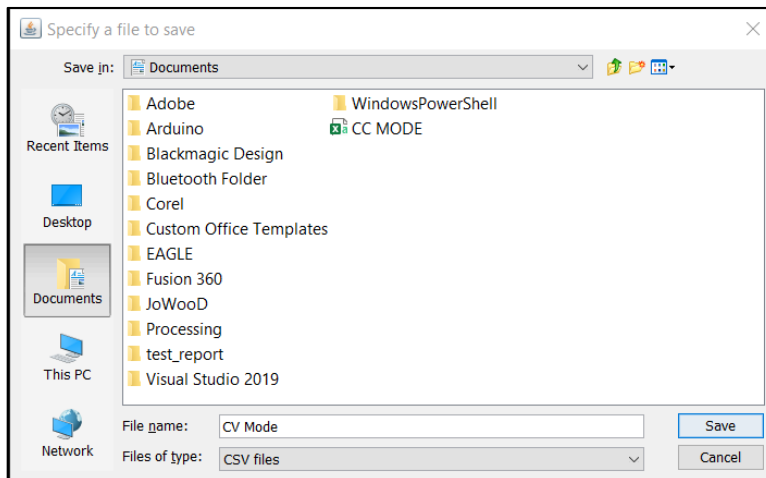 Specify a file to save
Save in: Documents
Recent Items
Desktop
Documents
This PC
Network
Adobe
Arduino
Blackmagic Design
Bluetooth Folder
Corel
Custom Office Templates
EAGLE
Fusion 360
JoWooD
Processing
test_report
Visual Studio 2019
WindowsPowerShell
CC MODE
File name: CV Mode
Save
Files of type: CSV files
Cancel